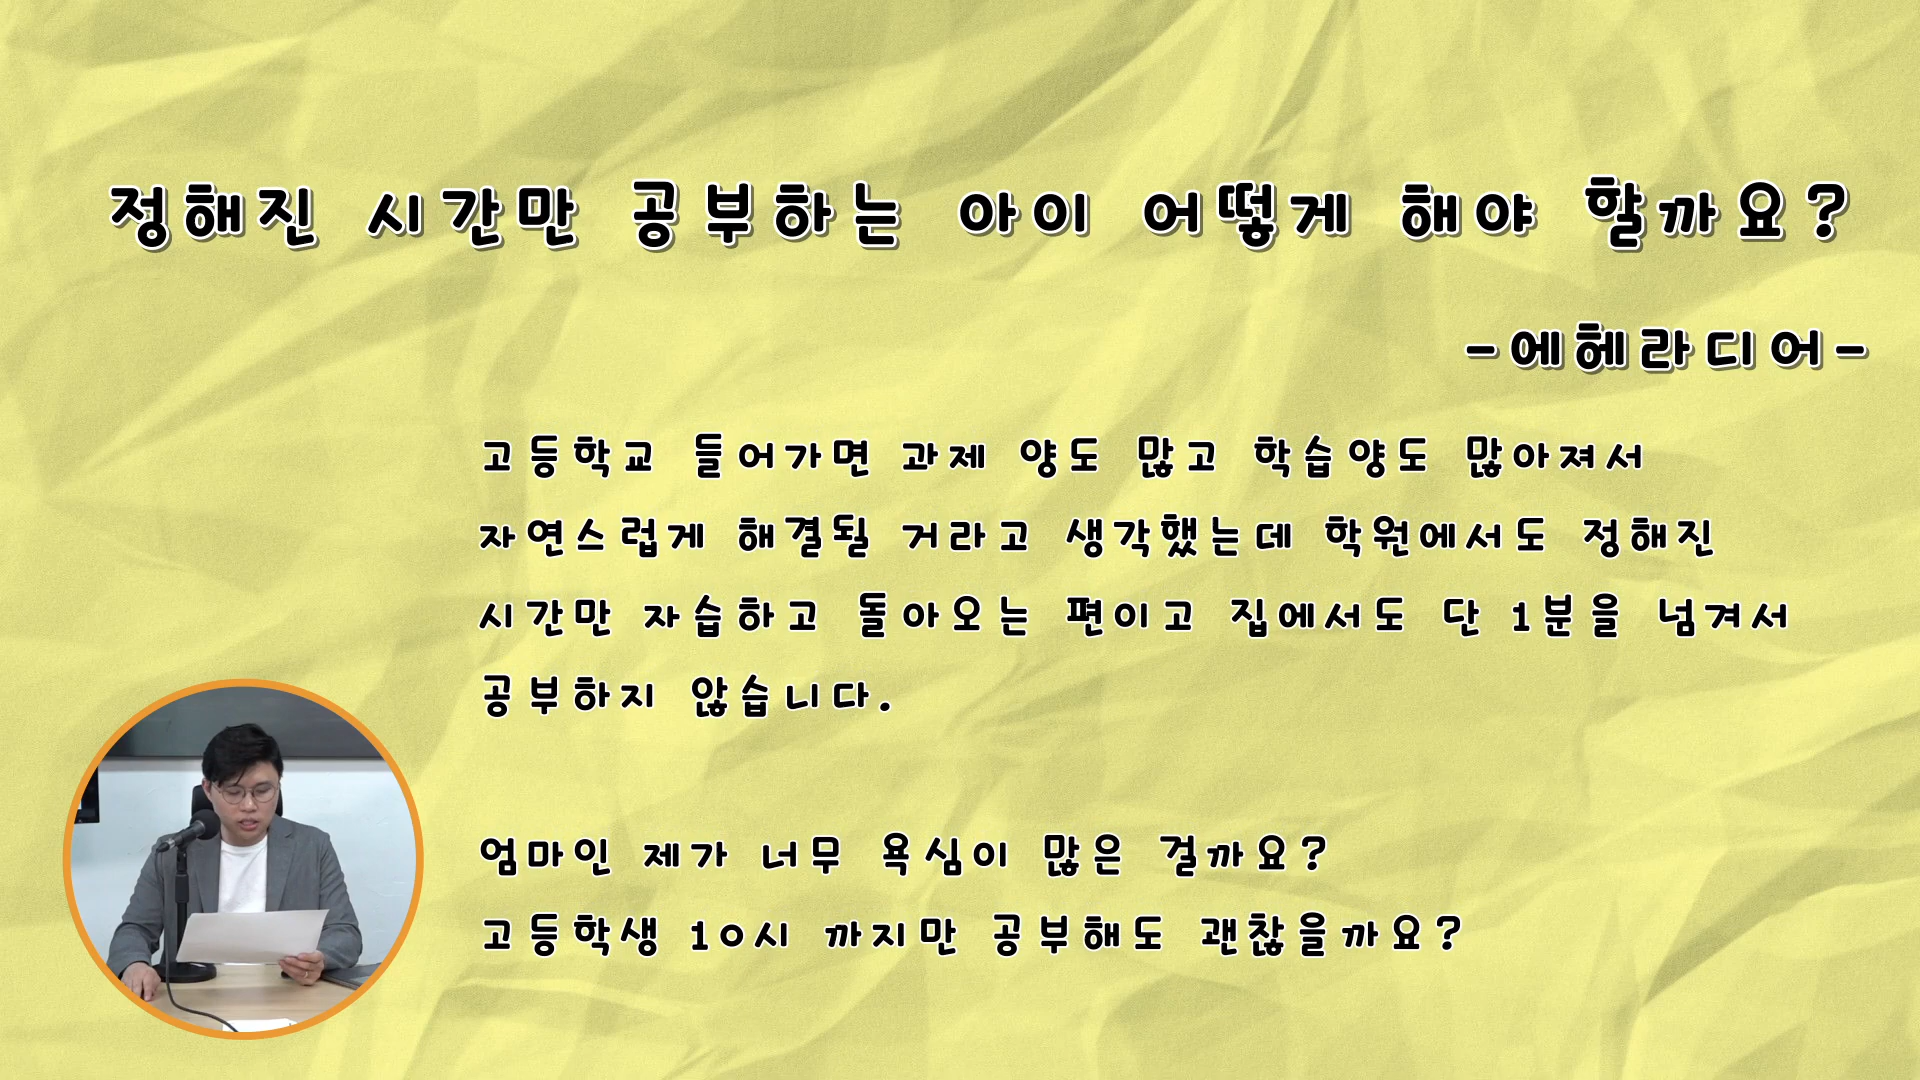 정해진 시간만 공부하는 아이 어떻게 해야 할까요?
-에헤라디어-
고등학교 들어가면 과제 양도 많고 학습양도 많아져서
자연스럽게 해결될 거라고 생각했는데 학원에서도 정해진
시간만 자습하고 돌아오는 편이고 집에서도 단 1분을 넘겨서
공부하지 않습니다.
엄마인 제가 너무 욕심이 많은 걸까요?
고등학생 10시 까지만 공부해도 괜찮을까요?